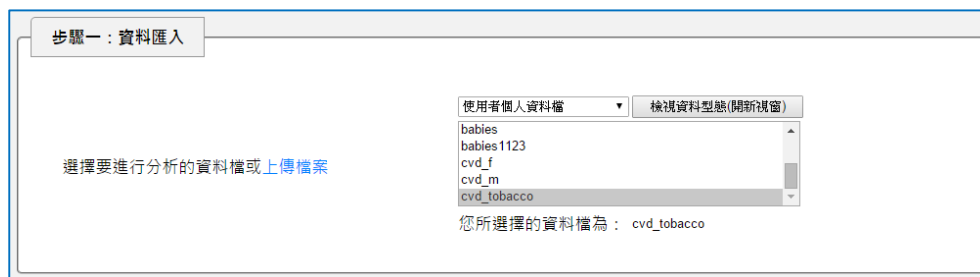 步驟一：資料匯入
使用者個人資料檔 檢視資料型態(開新視窗)
babies
babies1123
cvd_f
cvd_m
cvd_tobacco
選擇要進行分析的資料檔或上傳檔案
您所選擇的資料檔為： cvd_tobacco